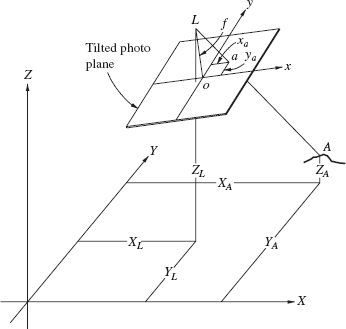 y
L
f
x_a
a y_a
Tilted photo
plane
x
o
Z
A
Y
Z_L
Z_A
X_A
X_L
Y_A
Y_L
X